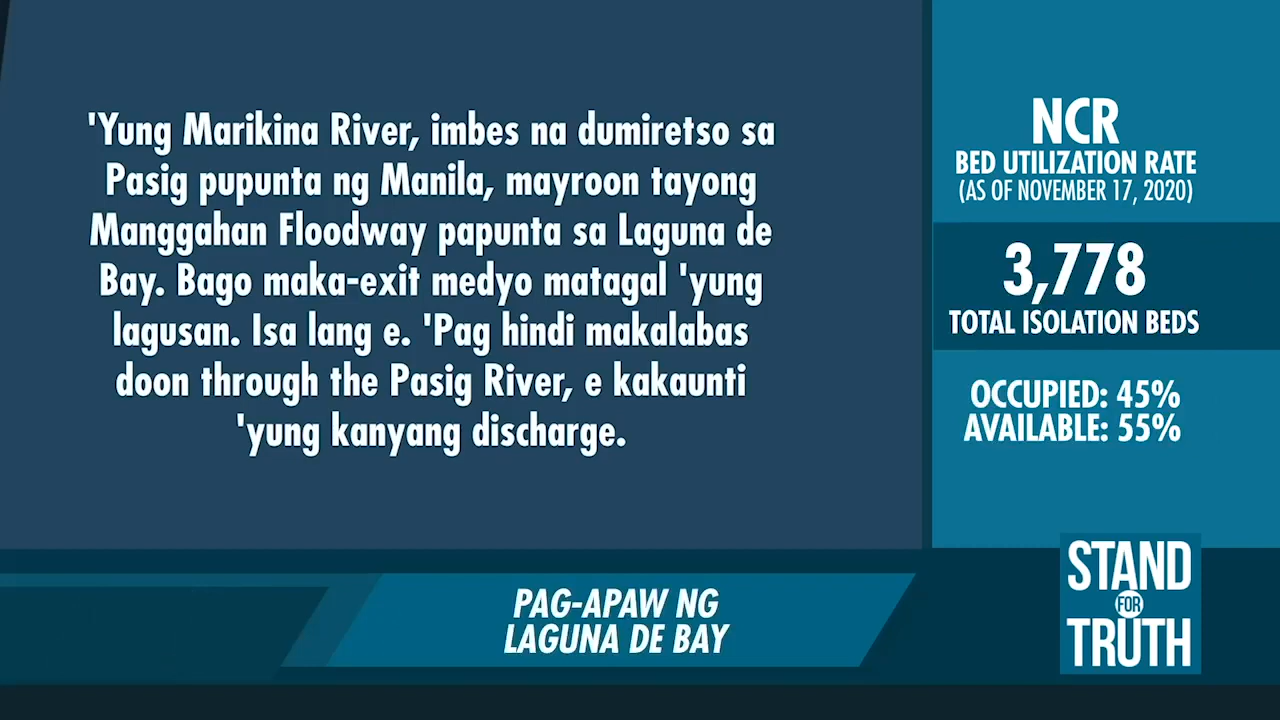 'Yung Marikina River, imbes na dumiretso sa
Pasig pupunta ng Manila, mayroon tayong
Manggahan Floodway papunta sa Laguna de
Bay. Bago maka-exit medyo matagal 'yung
lagusan. Isa lang e. 'Pag hindi makalabas
doon through the Pasig River, e kakaunti
'yung kanyang discharge.
NCR
BED UTILIZATION RATE
(AS OF NOVEMBER 17, 2020)
3,778
TOTAL ISOLATION BEDS
OCCUPIED: 45%
AVAILABLE: 55%
PAG-APAW NG
LAGUNA DE BAY
STAND
FOR
TRUTH